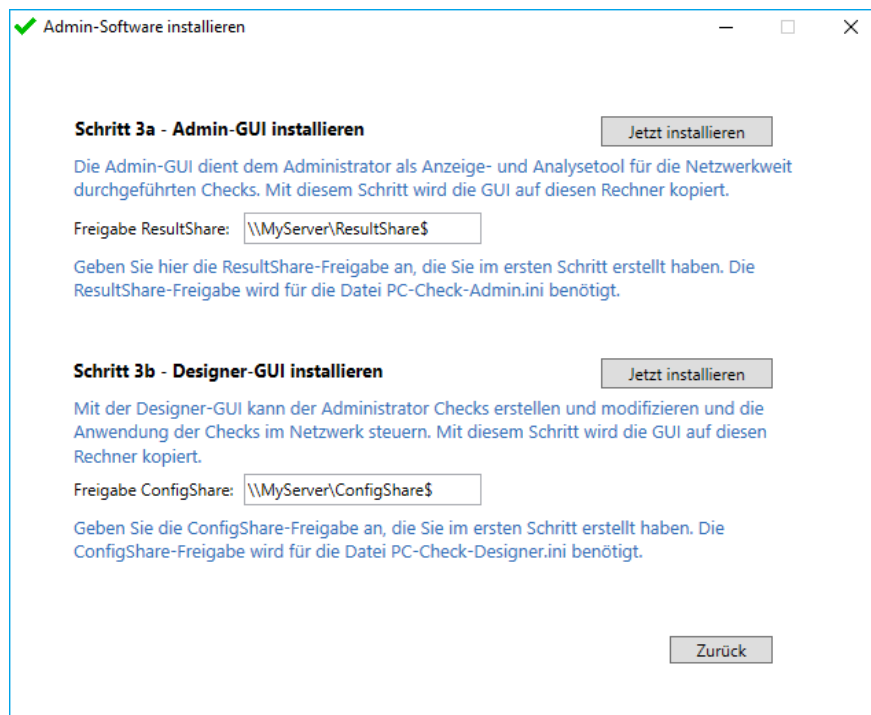 Admin-Software installieren
Schritt 3a - Admin-GUI installieren
Jetzt installieren
Die Admin-GUI dient dem Administrator als Anzeige- und Analysetool für die Netzwerkweit
durchgeführten Checks. Mit diesem Schritt wird die GUI auf diesen Rechner kopiert.
Freigabe ResultShare: \\MyServer\ResultShare$
Geben Sie hier die ResultShare-Freigabe an, die Sie im ersten Schritt erstellt haben. Die
ResultShare-Freigabe wird für die Datei PC-Check-Admin.ini benötigt.
Schritt 3b - Designer-GUI installieren
Jetzt installieren
Mit der Designer-GUI kann der Administrator Checks erstellen und modifizieren und die
Anwendung der Checks im Netzwerk steuern. Mit diesem Schritt wird die GUI auf diesen
Rechner kopiert.
Freigabe ConfigShare: \\MyServer\ConfigShare$
Geben Sie die ConfigShare-Freigabe an, die Sie im ersten Schritt erstellt haben. Die
ConfigShare-Freigabe wird für die Datei PC-Check-Designer.ini benötigt.
Zurück